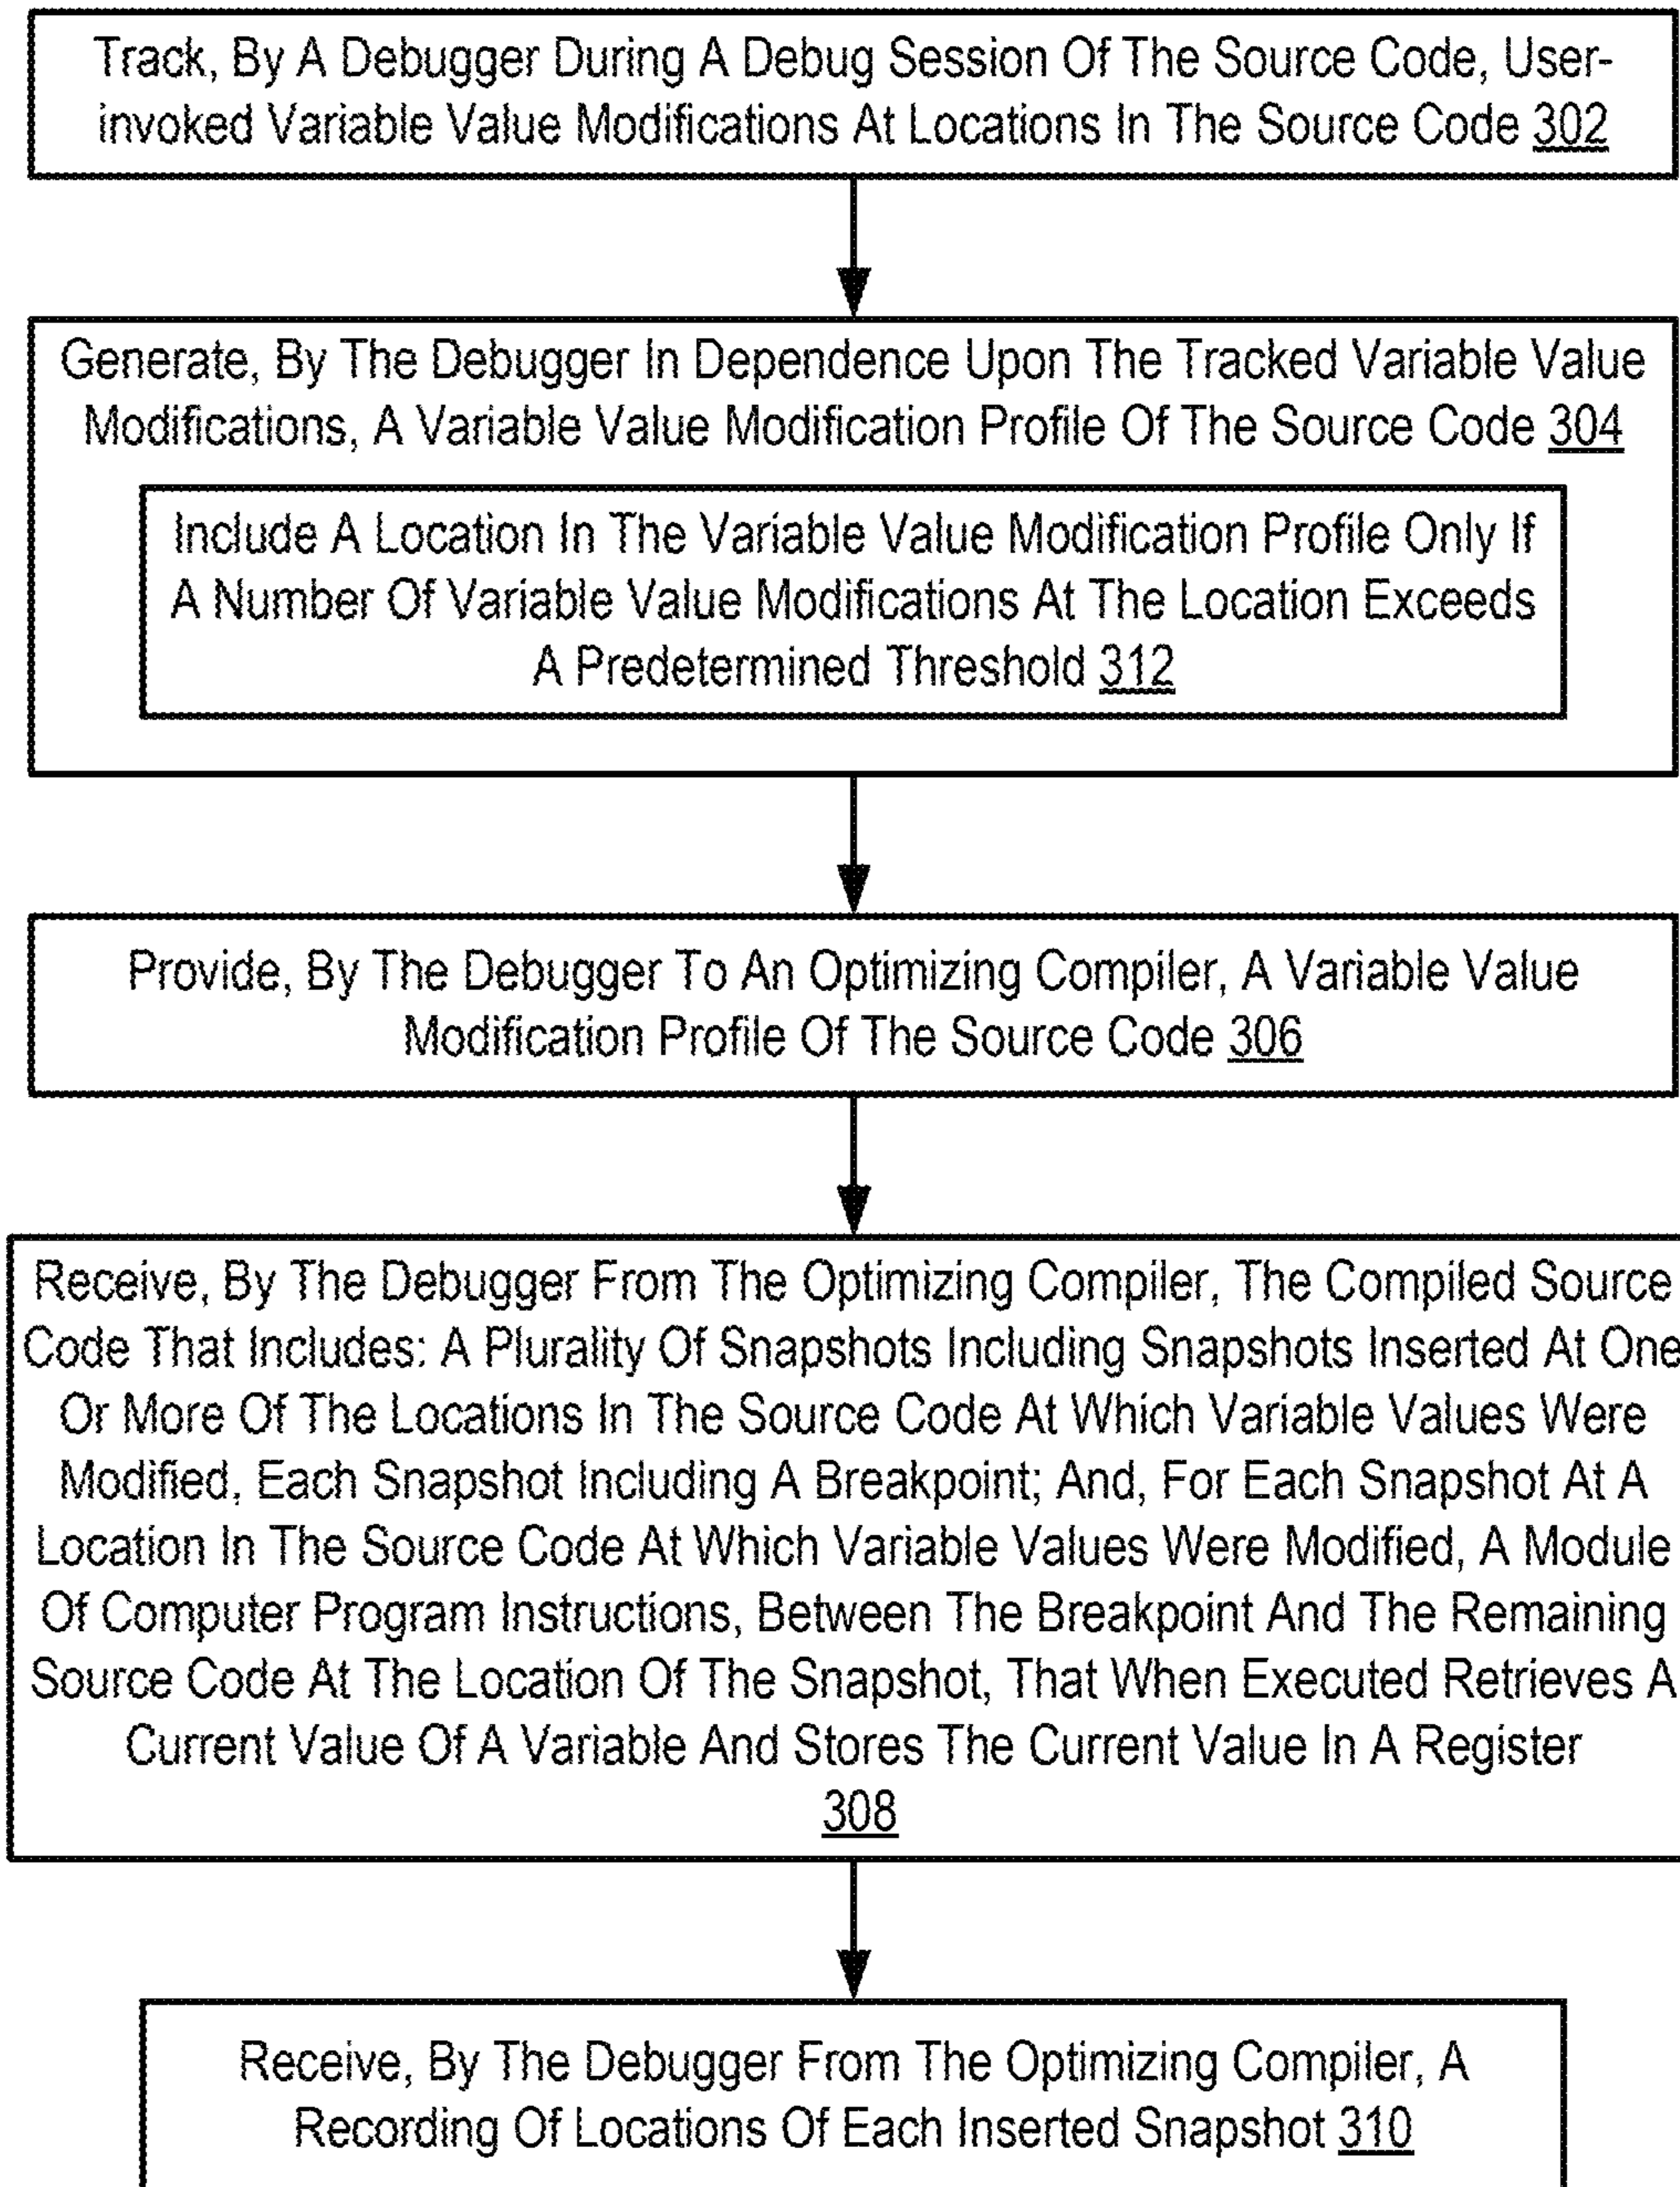 Track, By A Debugger During A Debug Session Of The Source Code, User-
invoked Variable Value Modifications At Locations In The Source Code 302
Generate, By The Debugger In Dependence Upon The Tracked Variable Value
Modifications, A Variable Value Modification Profile Of The Source Code 304
Include A Location In The Variable Value Modification Profile Only If
A Number Of Variable Value Modifications At The Location Exceeds
A Predetermined Threshold 312
Provide, By The Debugger To An Optimizing Compiler, A Variable Value
Modification Profile Of The Source Code 306
Receive, By The Debugger From The Optimizing Compiler, The Compiled Source
Code That Includes: A Plurality Of Snapshots Including Snapshots Inserted At One
Or More Of The Locations In The Source Code At Which Variable Values Were
Modified, Each Snapshot Including A Breakpoint; And, For Each Snapshot At A
Location In The Source Code At Which Variable Values Were Modified, A Module
Of Computer Program Instructions, Between The Breakpoint And The Remaining
Source Code At The Location Of The Snapshot, That When Executed Retrieves A
Current Value Of A Variable And Stores The Current Value In A Register
308
Receive, By The Debugger From The Optimizing Compiler, A
Recording Of Locations Of Each Inserted Snapshot 310